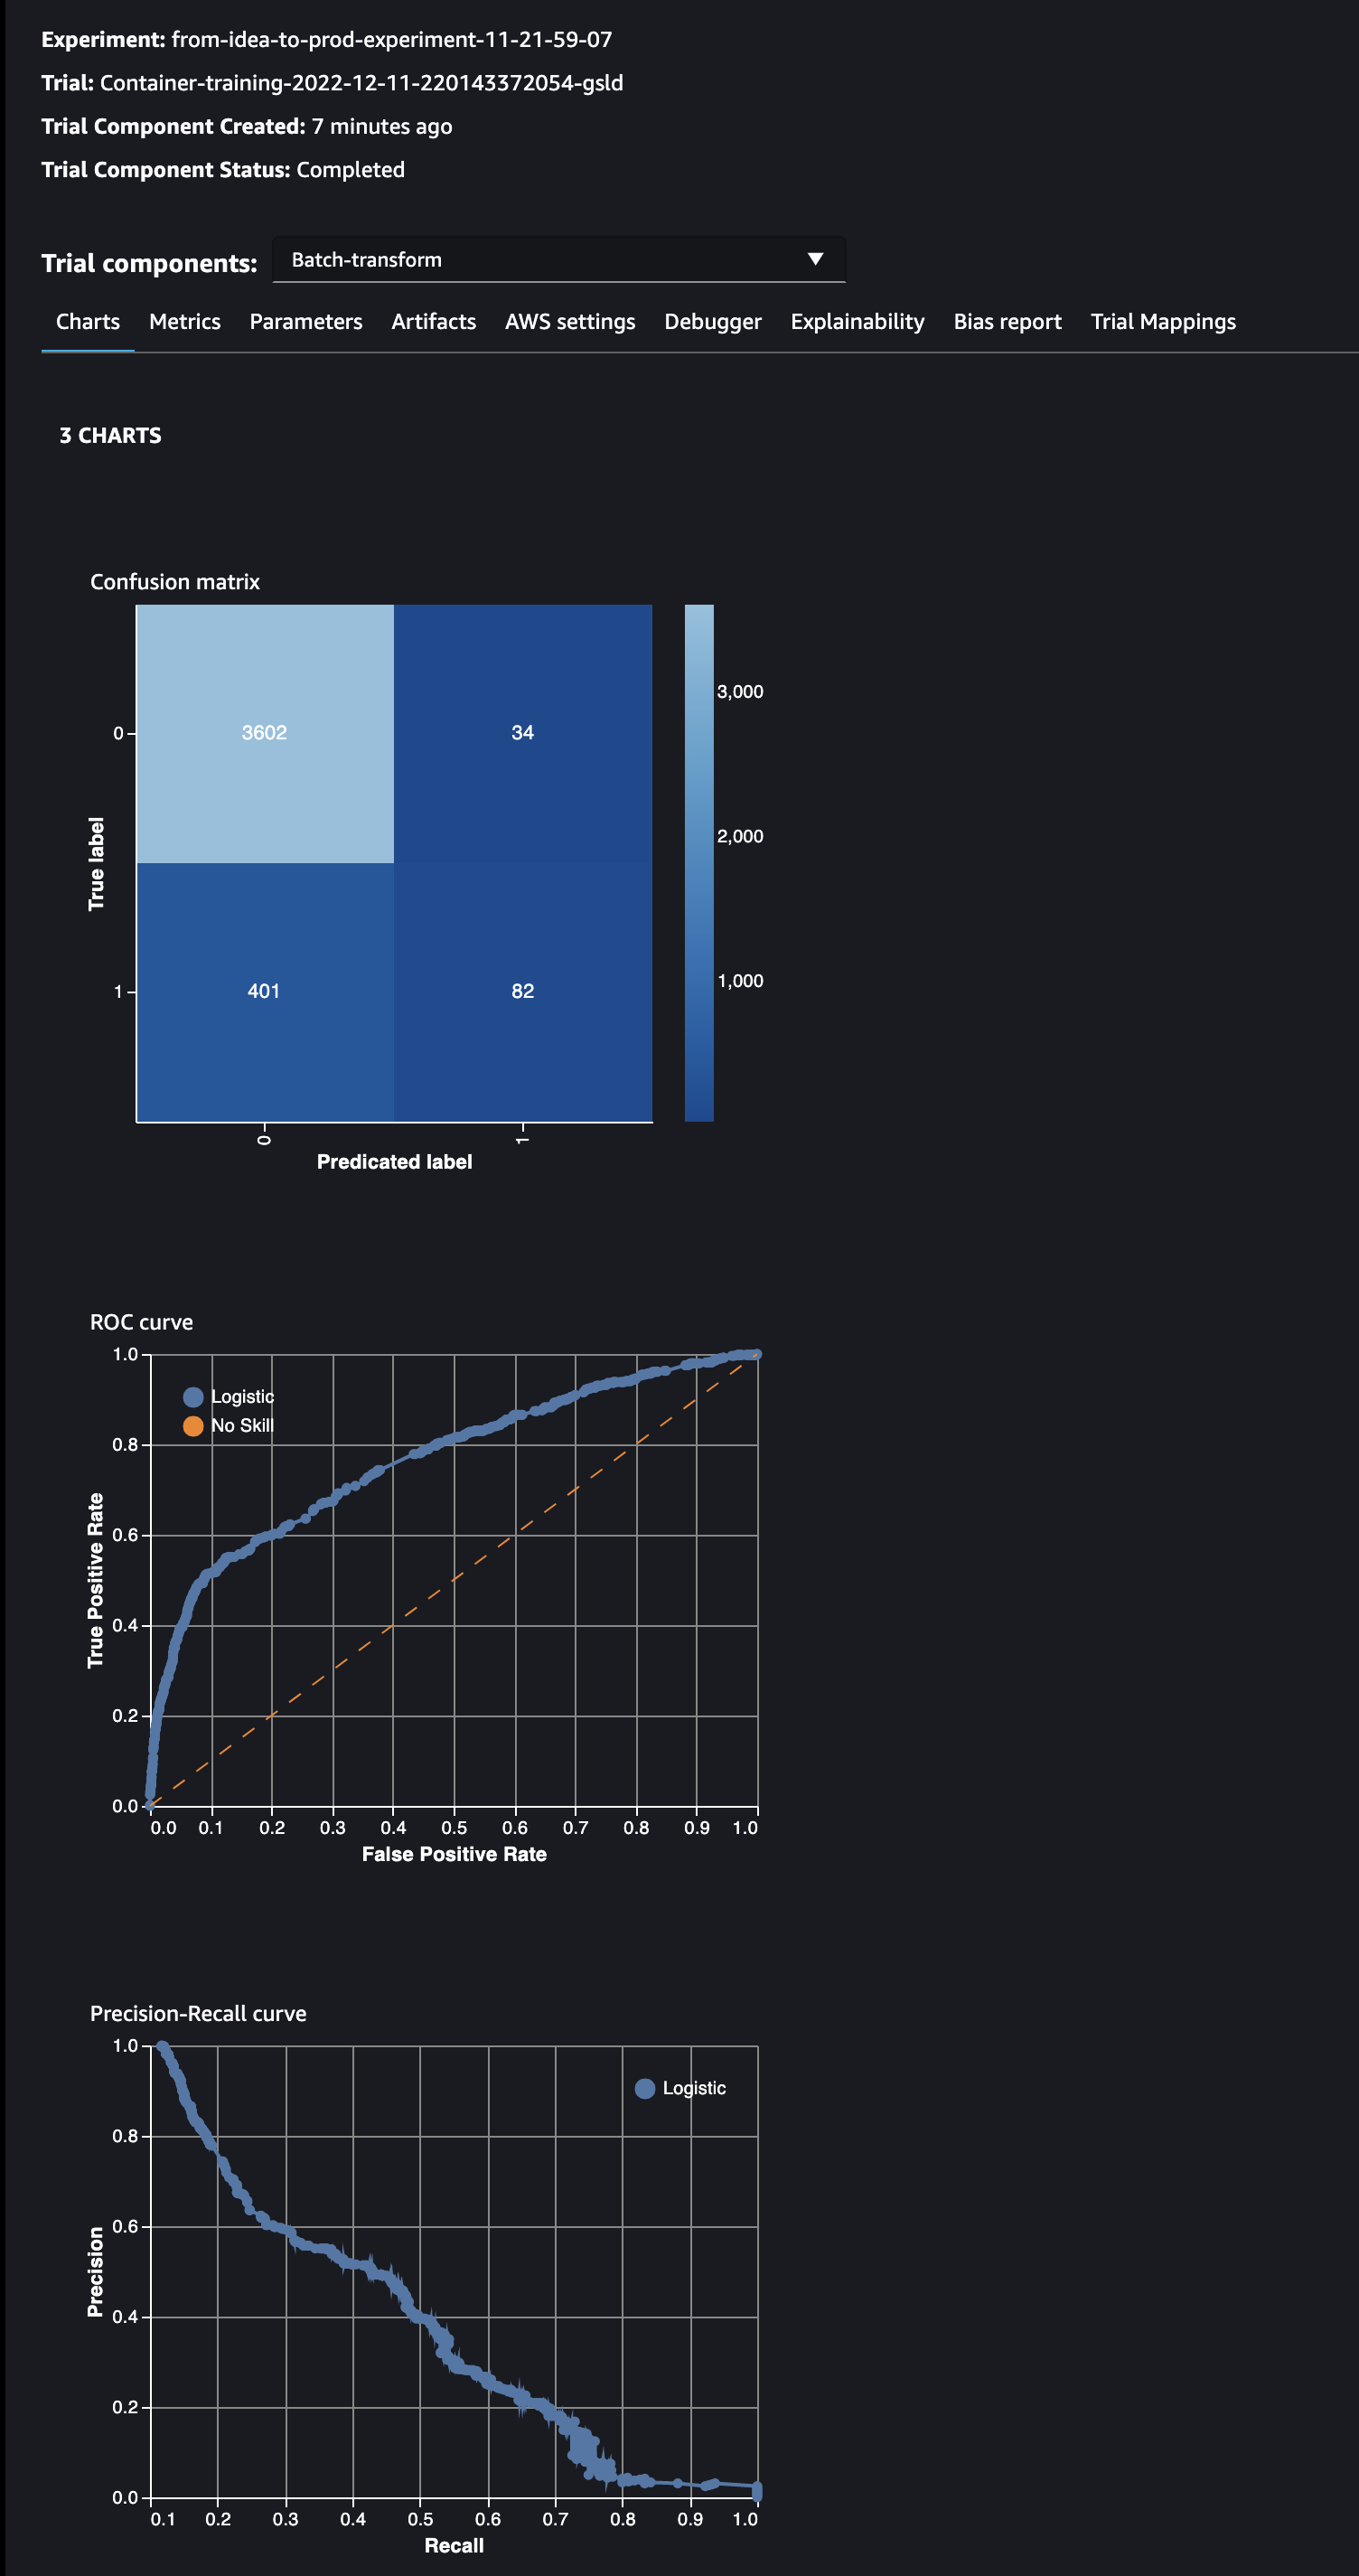 Experiment: from-idea-to-prod-experiment-11-21-59-07
Trial: Container-training-2022-12-11-220143372054-gsld
Trial Component Created: 7 minutes ago
Trial Component Status: Completed
Trial components: Batch-transform
Charts Metrics Parameters Artifacts AWS settings Debugger Explainability Bias report Trial Mappings
3 CHARTS
Confusion matrix
3,000
0 3602 34
2,000
True label
1,000
1 401 82
0 1
Predicated label
ROC curve
1.0
Logistic
No Skill
0.8
0.6
True Positive Rate
0.4
0.2
0.0
0.0 0.1 0.2 0.3 0.4 0.5 0.6 0.7 0.8 0.9 1.0
False Positive Rate
Precision-Recall curve
1.0
Logistic
0.8
0.6
Precision
0.4
0.2
0.0
0.1 0.2 0.3 0.4 0.5 0.6 0.7 0.8 0.9 1.0
Recall